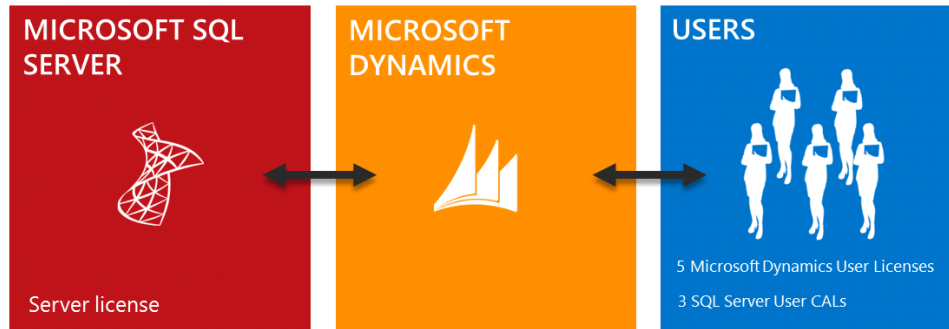 MICROSOFT SQL
SERVER
Server license
MICROSOFT
DYNAMICS
USERS
5 Microsoft Dynamics User Licenses
3 SQL Server User CALs